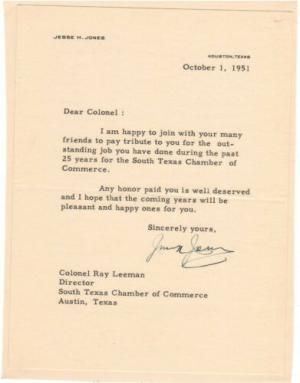 JESSE H. JONES
HOUSTON, TEXAS
October 1, 1951
Dear Colonel :
I am happy to join with your many
friends to pay tribute to you for the out-
standing job you have done during the past
25 years for the South Texas Chamber of
Commerce.
Any honor paid you is well deserved
and I hope that the coming years will be
pleasant and happy ones for you.
Sincerely yours,
Colonel Ray Leeman
Director
South Texas Chamber of Commerce
Austin, Texas